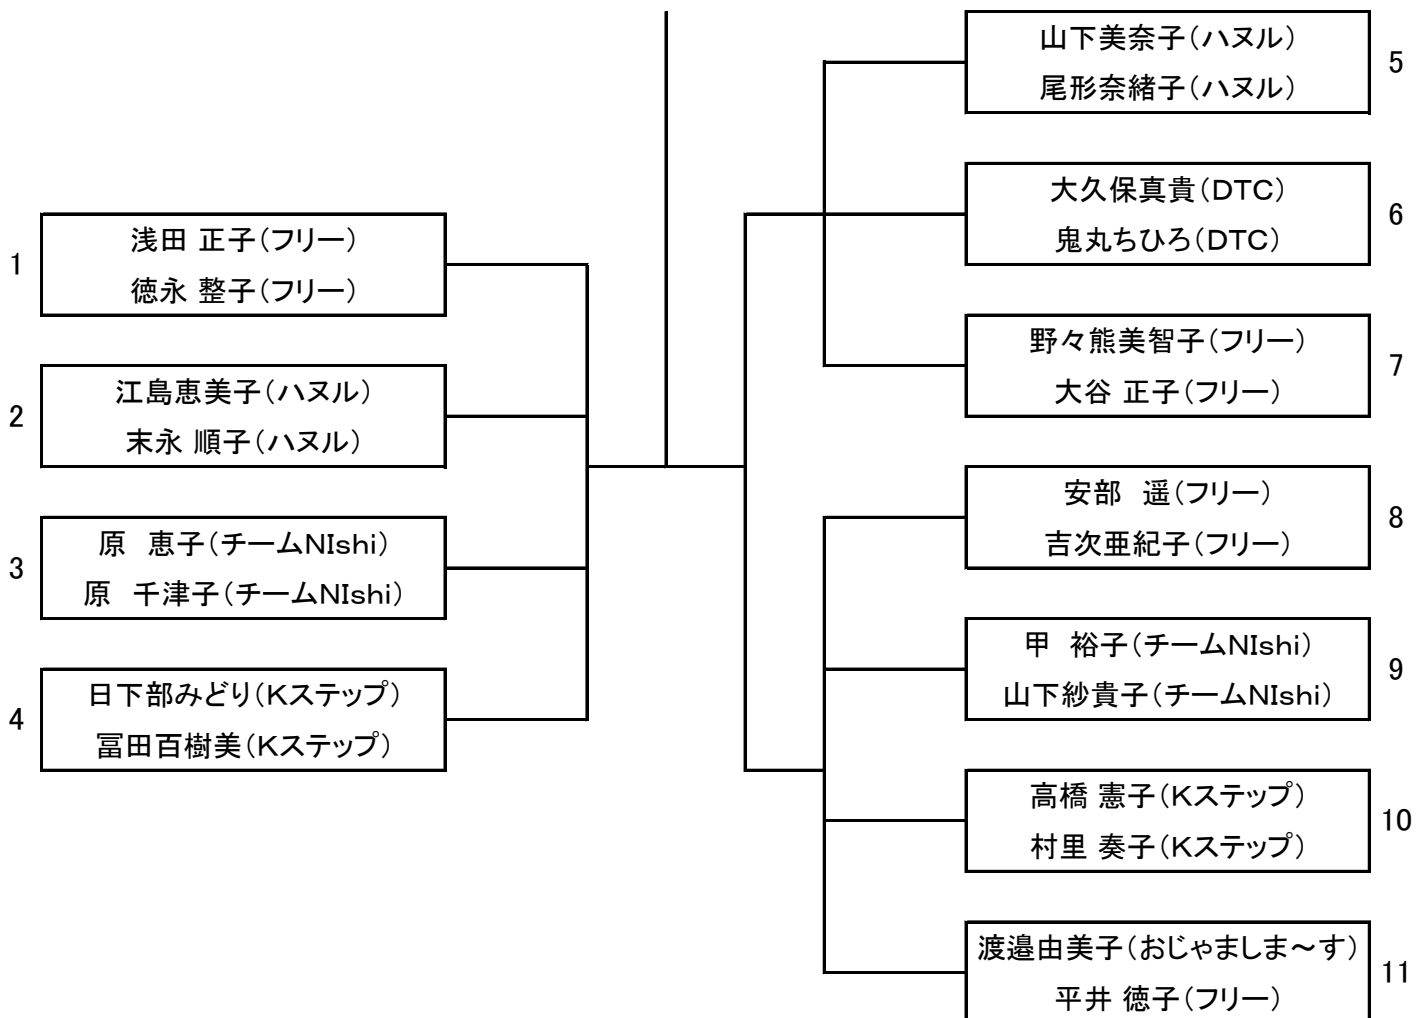 1
浅田 正子(フリー)
徳永 整子(フリー)
2
江島恵美子(ハヌル)
末永 順子(ハヌル)
3
原　恵子(チームNIshi)
原　千津子(チームNIshi)
4
日下部みどり(Kステップ)
冨田百樹美(Kステップ)
山下美奈子(ハヌル)
尾形奈緒子(ハヌル)
5
大久保真貴(DTC)
鬼丸ちひろ(DTC)
6
野々熊美智子(フリー)
大谷 正子(フリー)
7
安部　遥(フリー)
吉次亜紀子(フリー)
8
甲　裕子(チームNIshi)
山下紗貴子(チームNIshi)
9
高橋 憲子(Kステップ)
村里 奏子(Kステップ)
10
渡邉由美子(おじゃましま～す)
平井 徳子(フリー)
11